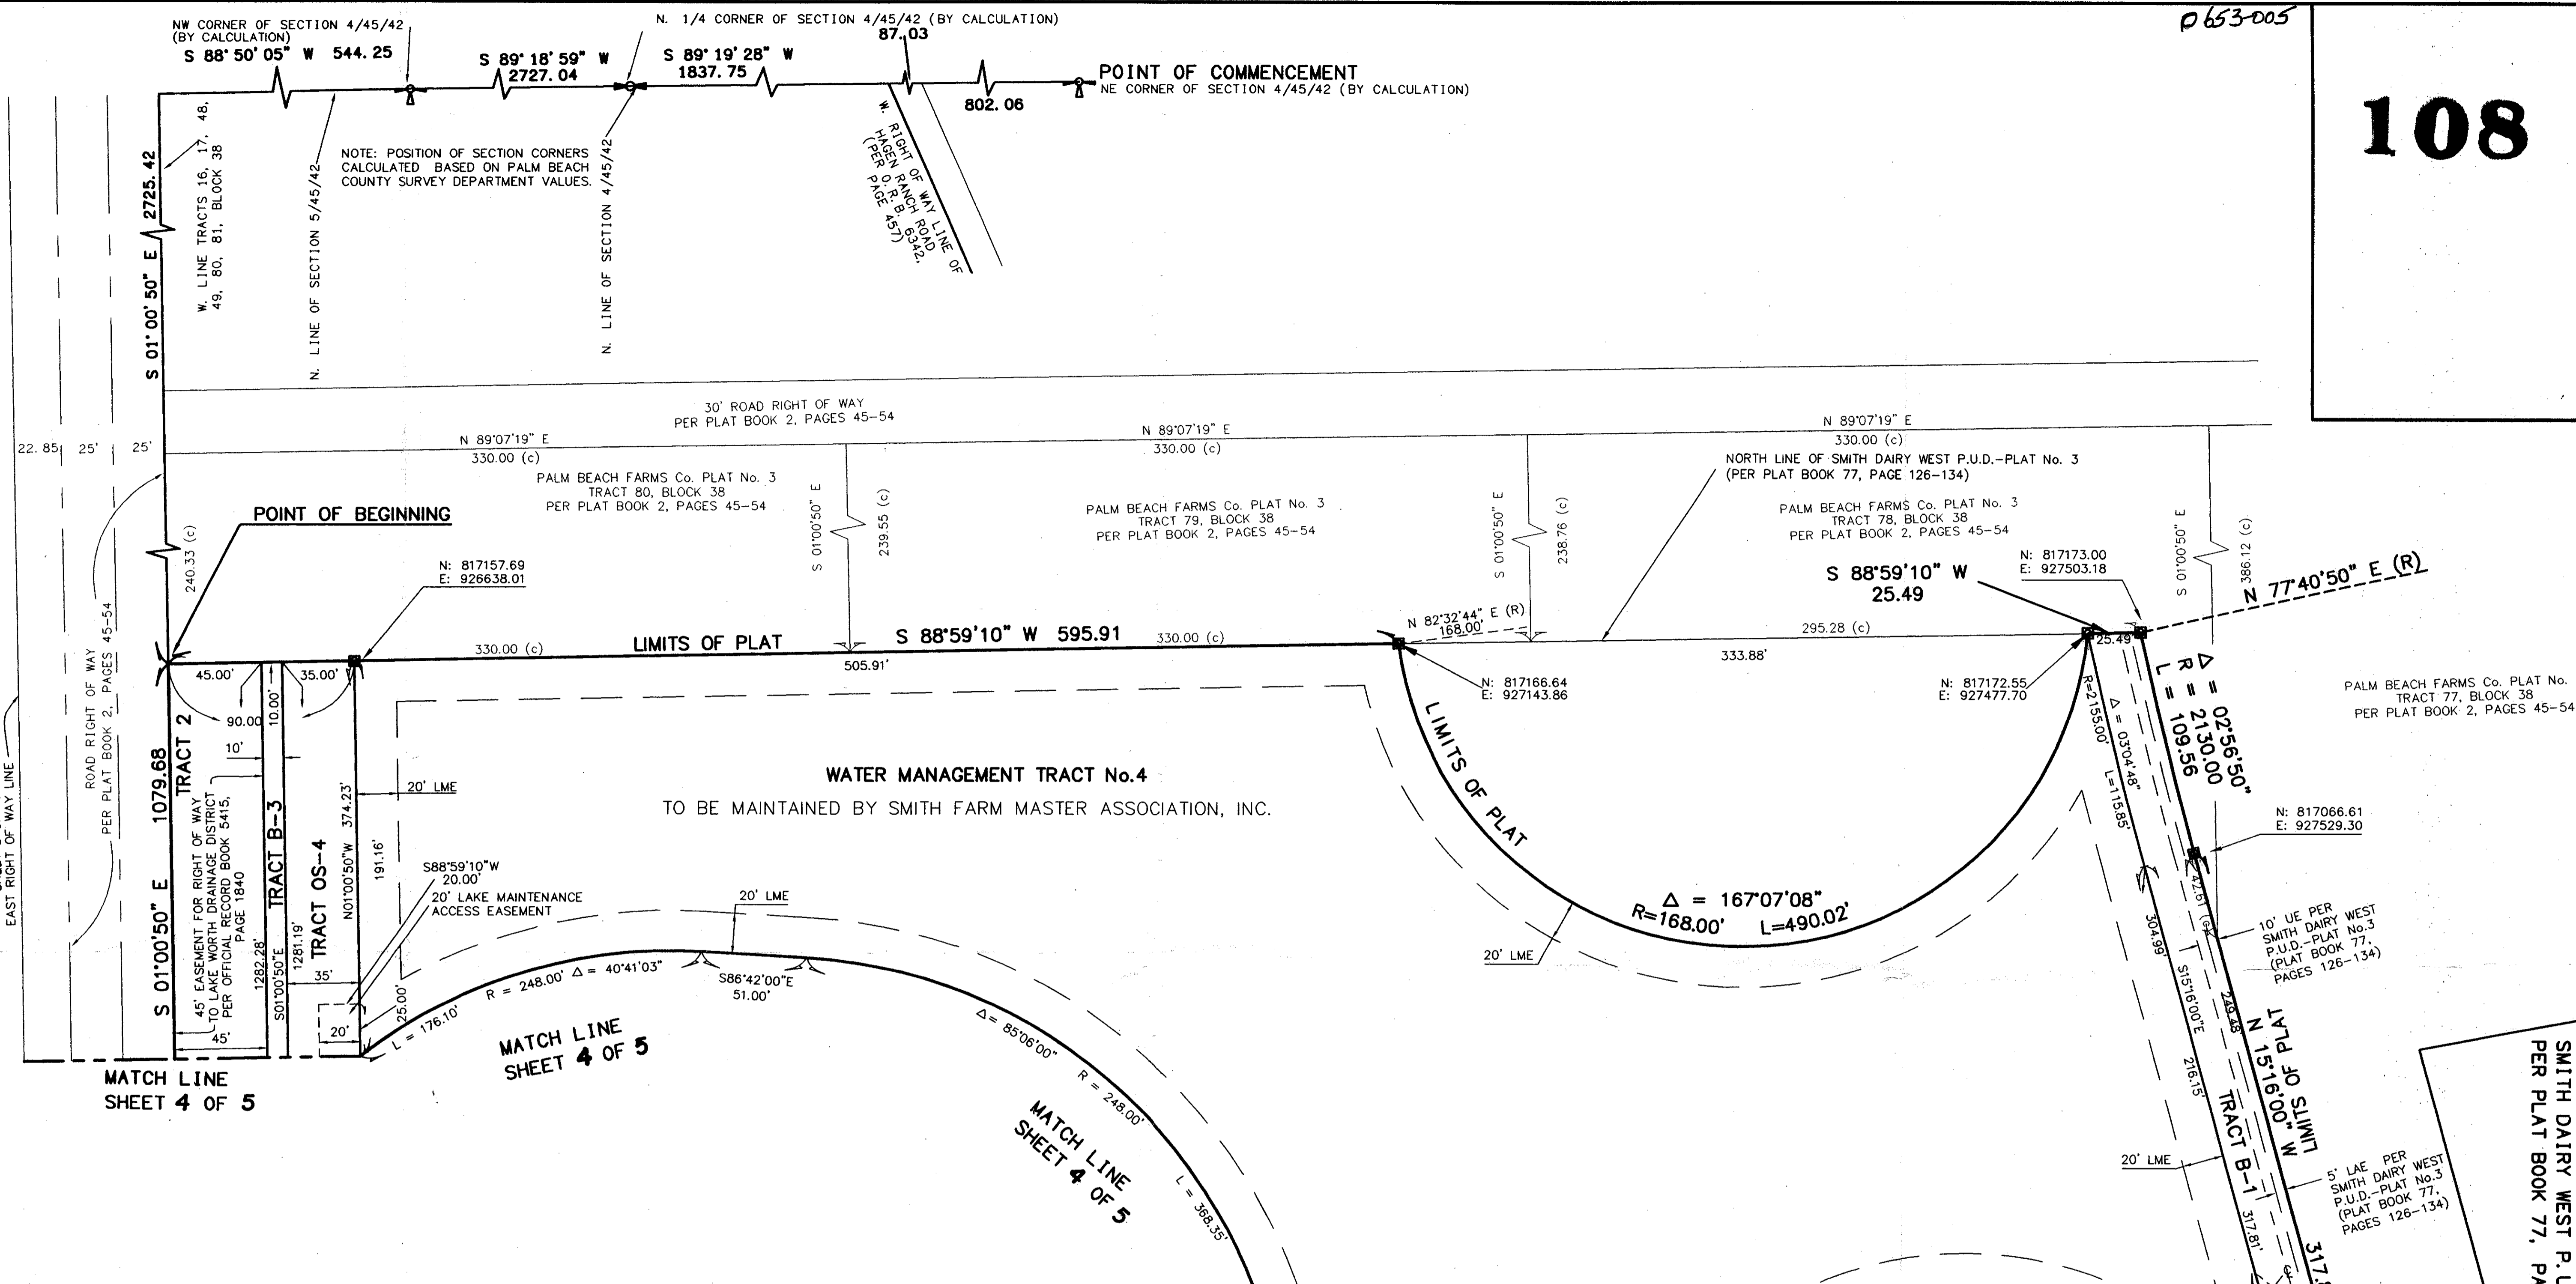 NW CORNER OF SECTION 4/45/42
(BY CALCULATION)
S 88° 50' 05" W 544.25
S 89° 18' 59" W
2727.04
N. 1/4 CORNER OF SECTION 4/45/42 (BY CALCULATION)
S 89° 19' 28" W
1837.75
87.03
802.06
POINT OF COMMENCEMENT
NE CORNER OF SECTION 4/45/42 (BY CALCULATION)
0653-005
108
S 01° 00' 50" E 2725.42
W. LINE TRACTS 16, 17, 48,
49, 80, 81, BLOCK 38
N. LINE OF SECTION 5/45/42
NOTE: POSITION OF SECTION CORNERS
CALCULATED BASED ON PALM BEACH
COUNTY SURVEY DEPARTMENT VALUES.
N. LINE OF SECTION 4/45/42
W. RIGHT OF WAY LINE OF
HAGEN RANCH ROAD
(PER O.R.B. 6342,
PAGE 457)
30' ROAD RIGHT OF WAY
PER PLAT BOOK 2, PAGES 45-54
22.85
25'
25'
N 89°07'19" E
330.00 (c)
N 89°07'19" E
330.00 (c)
N 89°07'19" E
330.00 (c)
PALM BEACH FARMS Co. PLAT No. 3
TRACT 80, BLOCK 38
PER PLAT BOOK 2, PAGES 45-54
S 01°00'50" E
239.55 (c)
PALM BEACH FARMS Co. PLAT No. 3
TRACT 79, BLOCK 38
PER PLAT BOOK 2, PAGES 45-54
S 01°00'50" E
238.76 (c)
NORTH LINE OF SMITH DAIRY WEST P.U.D.-PLAT No. 3
(PER PLAT BOOK 77, PAGE 126-134)
PALM BEACH FARMS Co. PLAT No. 3
TRACT 78, BLOCK 38
PER PLAT BOOK 2, PAGES 45-54
S 01°00'50" E
386.12 (c)
N 77°40'50" E (R)
POINT OF BEGINNING
240.33 (c)
N: 817157.69
E: 926638.01
S 88°59'10" W
25.49
N: 817173.00
E: 927503.18
330.00 (c)
LIMITS OF PLAT
S 88°59'10" W 595.91
330.00 (c)
505.91'
N 82°32'44" E (R)
168.00'
295.28 (c)
333.88'
25.49'
N: 817166.64
E: 927143.86
N: 817172.55
E: 927477.70
EAST RIGHT OF WAY LINE
ROAD RIGHT OF WAY
PER PLAT BOOK 2, PAGES 45-54
45.00'
35.00'
90.00
10.00'
10'
S 01°00'50" E 1079.68
TRACT 2
45' EASEMENT FOR RIGHT OF WAY
TO LAKE WORTH DRAINAGE DISTRICT
PER OFFICIAL RECORD BOOK 5415,
PAGE 1840
1282.28'
TRACT B-3
S01°00'50"E
1281.19'
TRACT OS-4
N01°00'50"W 374.23'
191.16'
20' LME
WATER MANAGEMENT TRACT No.4
TO BE MAINTAINED BY SMITH FARM MASTER ASSOCIATION, INC.
S88°59'10"W
20.00'
20' LAKE MAINTENANCE
ACCESS EASEMENT
20' LME
35'
45'
20'
25.00'
L = 176.10'
R = 248.00' Δ = 40°41'03"
S86°42'00"E
51.00'
MATCH LINE
SHEET 4 OF 5
MATCH LINE
SHEET 4 OF 5
Δ= 85°06'00"
R = 248.00'
L = 368.35'
MATCH LINE
SHEET 4 OF 5
LIMITS OF PLAT
Δ = 167°07'08"
R=168.00' L=490.02'
20' LME
R=2155.00'
Δ = 03°04'48"
L=115.85'
Δ = 02°56'50"
R = 2130.00
L = 109.56
PALM BEACH FARMS Co. PLAT No.
TRACT 77, BLOCK 38
PER PLAT BOOK 2, PAGES 45-54
N: 817066.61
E: 927529.30
42.61
10' UE PER
SMITH DAIRY WEST
P.U.D.-PLAT No.3
(PLAT BOOK 77,
PAGES 126-134)
304.99'
S15°16'00"E
216.15'
249.48'
N 15°16'00" W
LIMITS OF PLAT
TRACT B-1
20' LME
317.81'
5' LAE PER
SMITH DAIRY WEST
P.U.D.-PLAT No.3
(PLAT BOOK 77,
PAGES 126-134)
SMITH DAIRY WEST P.
PER PLAT BOOK 77,